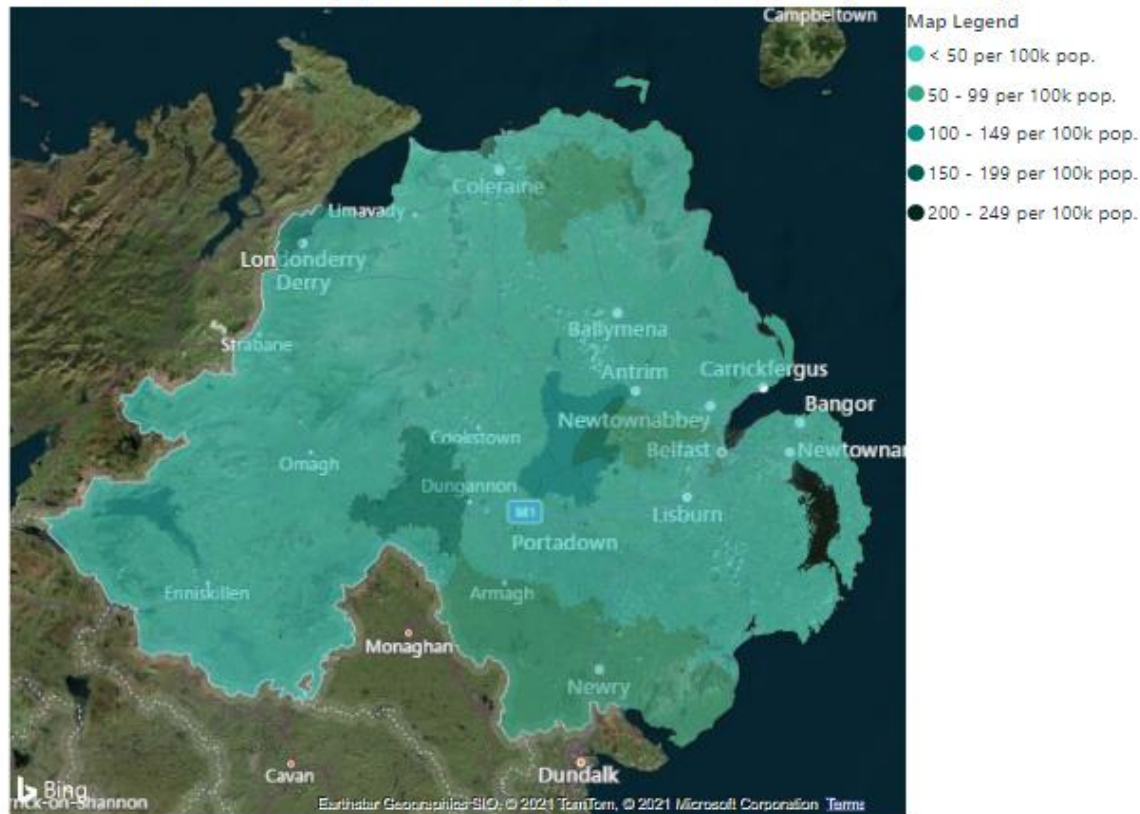 Campbeltown
Map Legend
< 50 per 100k pop.
50 - 99 per 100k pop.
100 - 149 per 100k pop.
150 - 199 per 100k pop.
200 - 249 per 100k pop.
Coleraine
Limavady
Londonderry
Derry
Strabane
Ballymena
Antrim
Carrickfergus
Newtownabbey
Bangor
Cookstown
Belfast
Newtownar
Omagh
Dungannon
M1
Lisburn
Portadown
Enniskillen
Armagh
Monaghan
Newry
Cavan
Dundalk
Bing
rrick-on-Shannon
Earthstar Geographics SIO, © 2021 TomTom, © 2021 Microsoft Corporation Terms